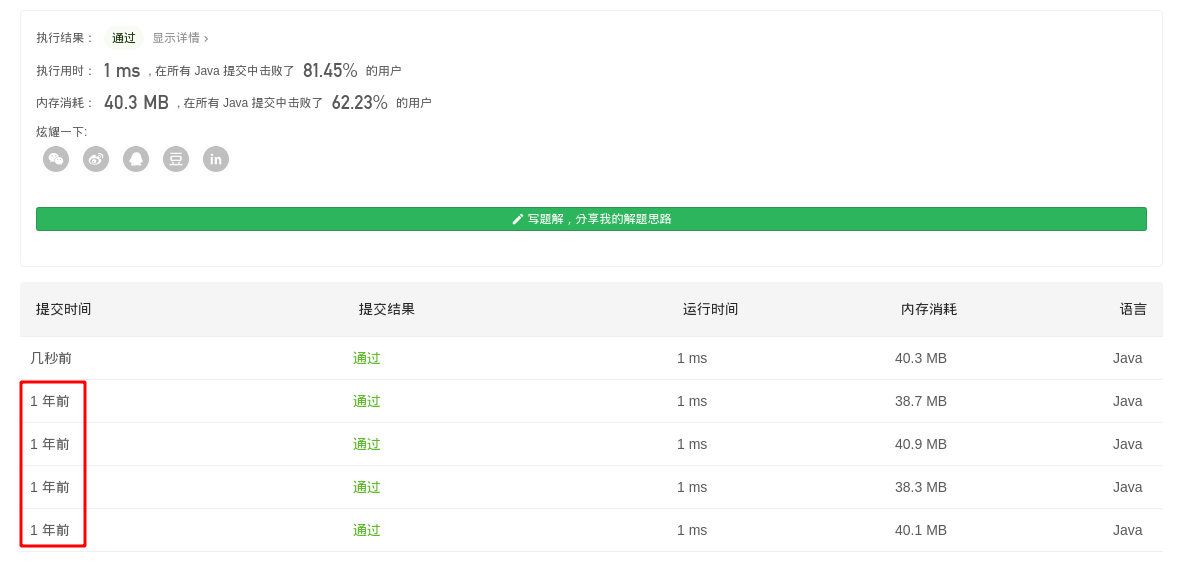 执行结果： 通过 显示详情 ›
执行用时： 1 ms , 在所有 Java 提交中击败了 81.45% 的用户
内存消耗： 40.3 MB , 在所有 Java 提交中击败了 62.23% 的用户
炫耀一下:
写题解，分享我的解题思路
提交时间 提交结果 运行时间 内存消耗 语言
几秒前 通过 1 ms 40.3 MB Java
1 年前 通过 1 ms 38.7 MB Java
1 年前 通过 1 ms 40.9 MB Java
1 年前 通过 1 ms 38.3 MB Java
1 年前 通过 1 ms 40.1 MB Java